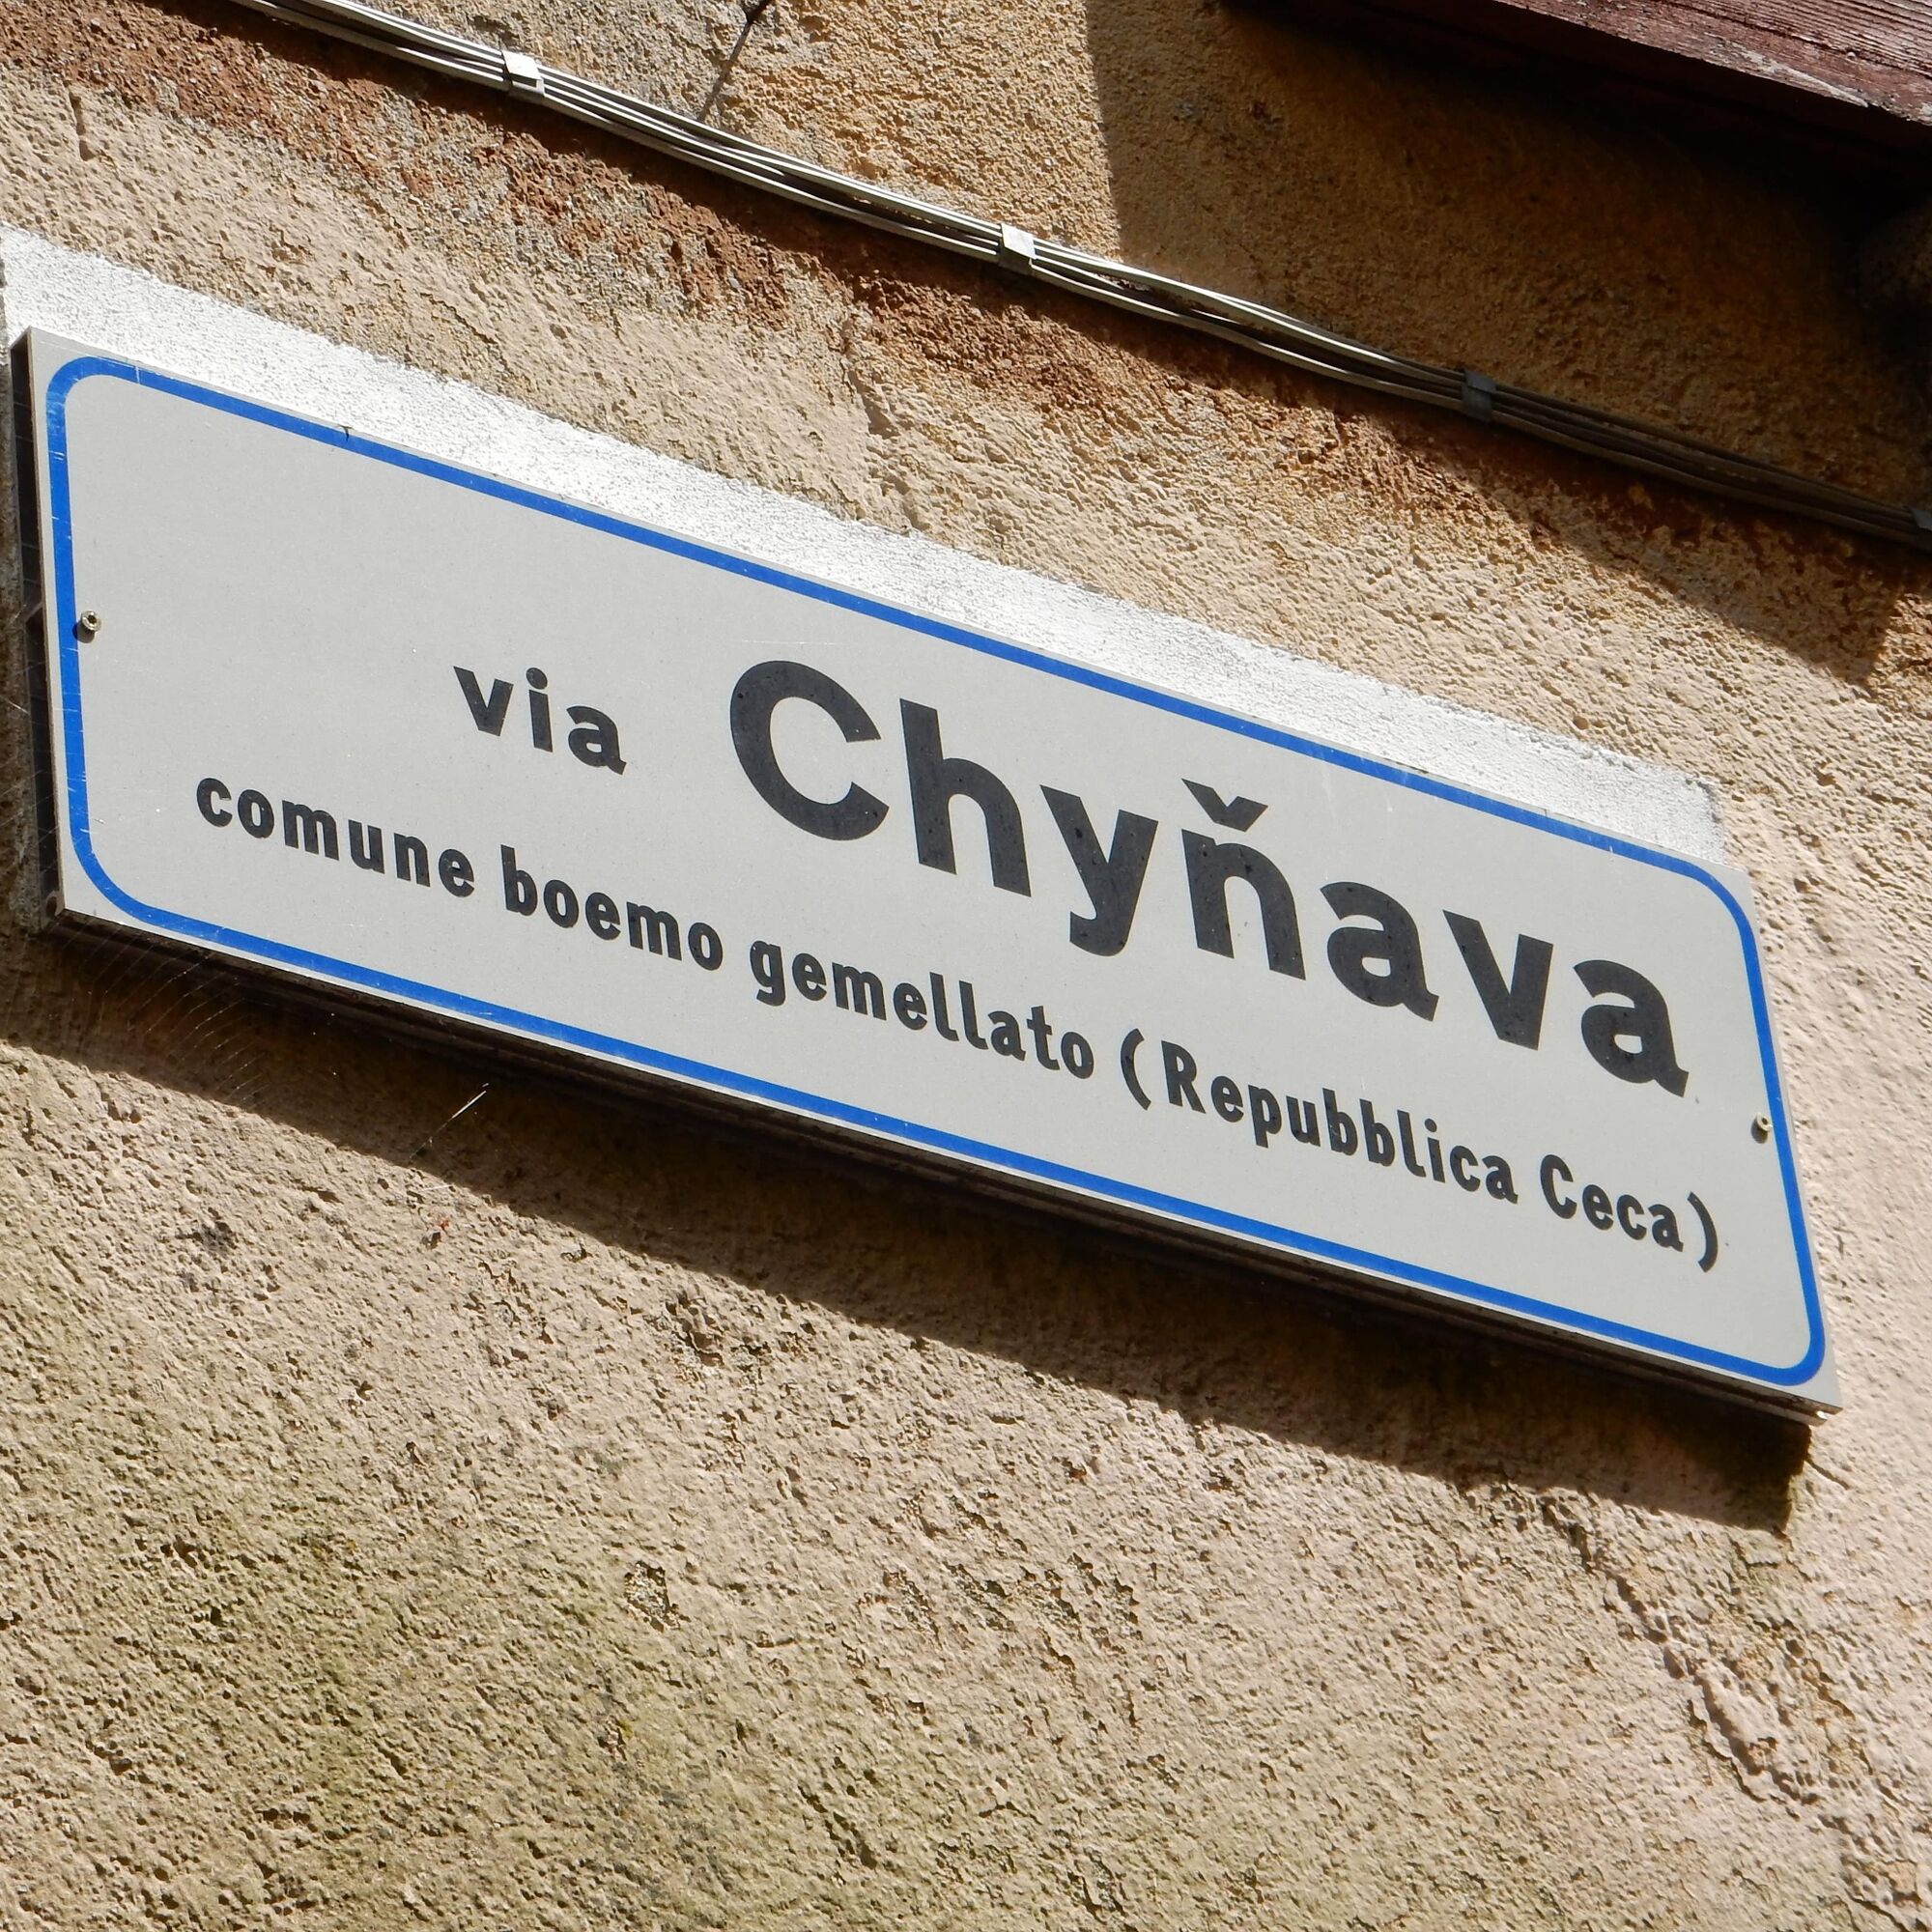 via Chyňava
comune boemo gemellato (Repubblica Ceca)